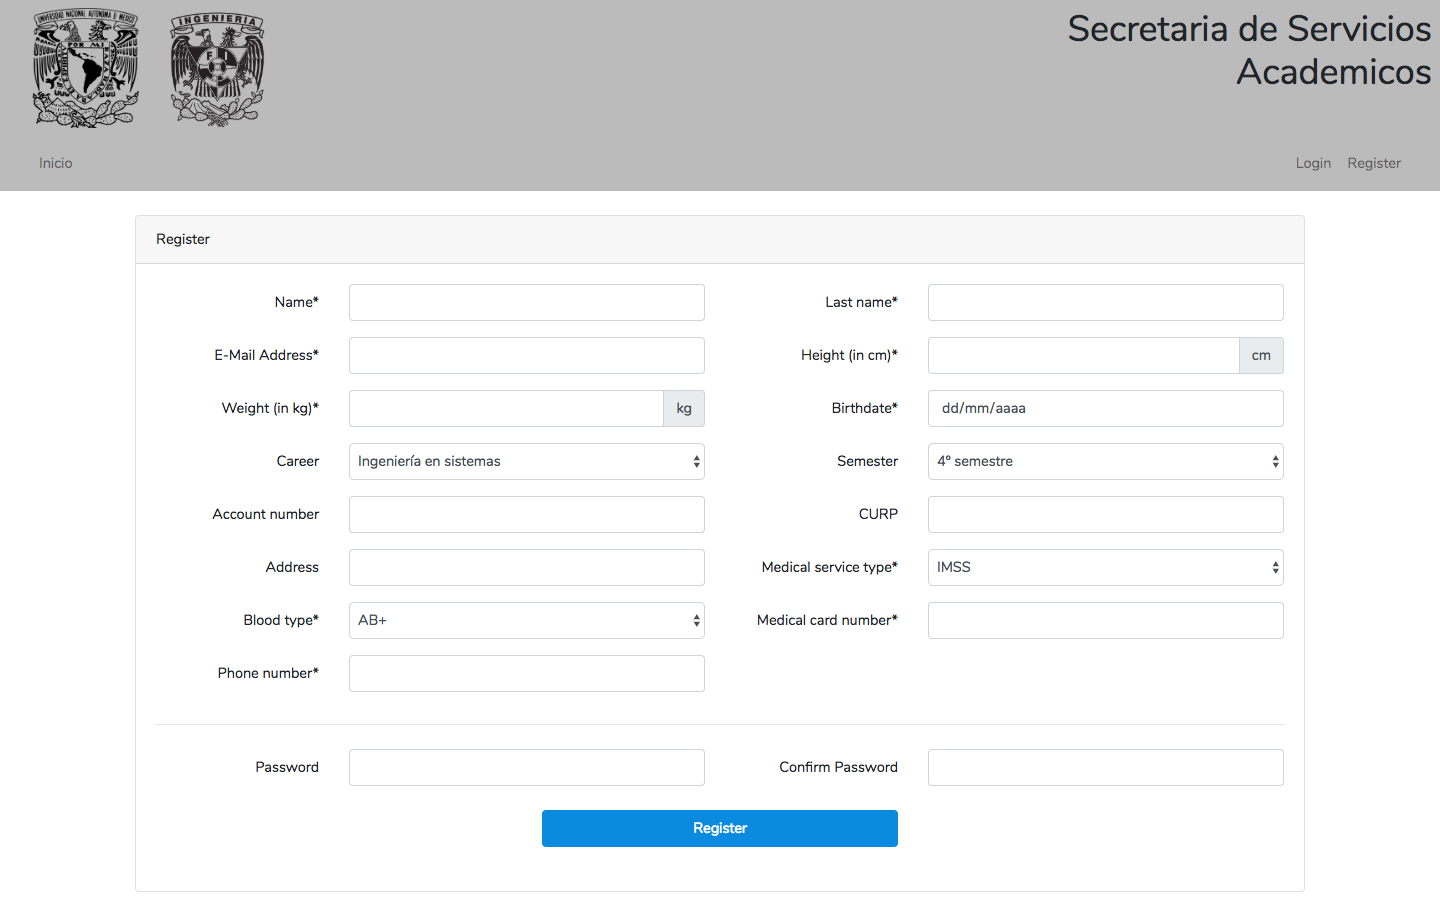 UNIVERSIDAD NACIONAL AUTONOMA DE MEXICO
POR MI RAZA
ESPIRITU
INGENIERIA
Secretaria de Servicios
Academicos
Inicio
Login Register
Register
Name* Last name*
E-Mail Address* Height (in cm)* cm
Weight (in kg)* kg Birthdate* dd/mm/aaaa
Career Ingeniería en sistemas Semester 4º semestre
Account number CURP
Address Medical service type* IMSS
Blood type* AB+ Medical card number*
Phone number*
Password Confirm Password
Register